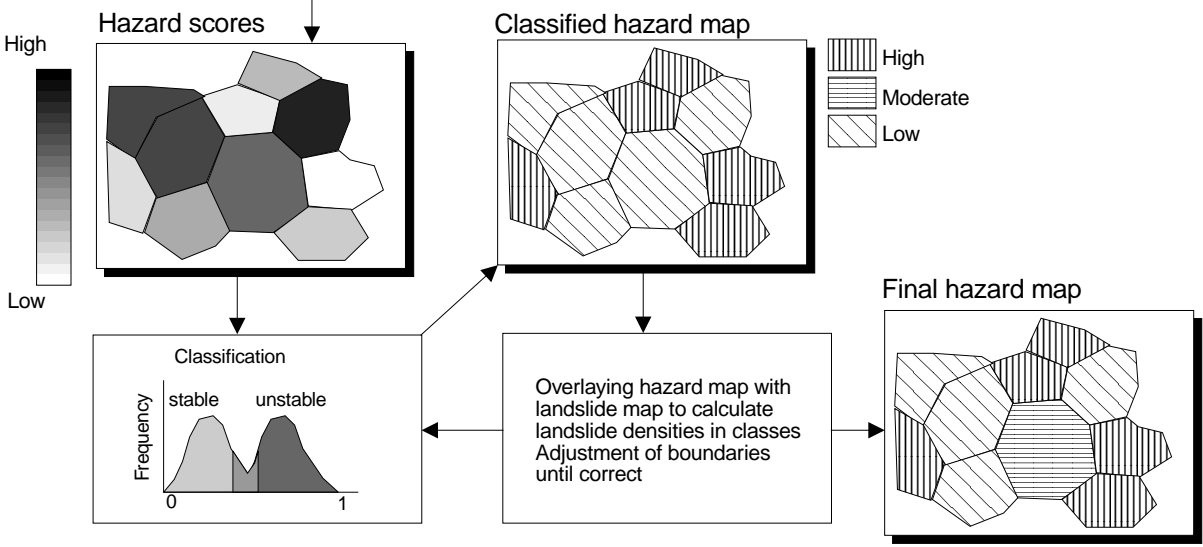 Hazard scores
High
Low
Classified hazard map
High
Moderate
Low
Classification
stable unstable
Frequency
0 1
Overlaying hazard map with
landslide map to calculate
landslide densities in classes
Adjustment of boundaries
until correct
Final hazard map